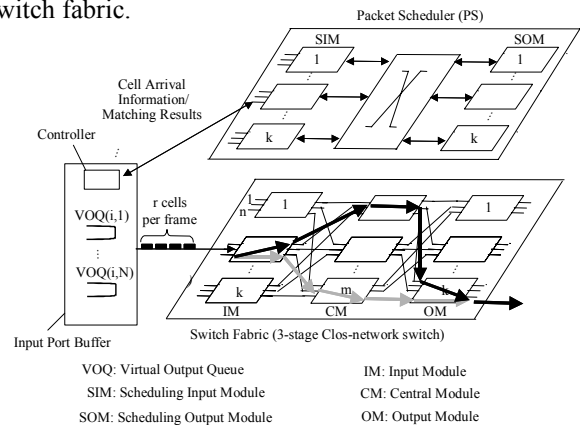 witch fabric.
Packet Scheduler (PS)
SIM
SOM
1
1
k
k
Cell Arrival
Information/
Matching Results
Controller
VOQ(i,1)
VOQ(i,N)
r cells
per frame
1
n
1
1
k
m
k
IM
CM
OM
Input Port Buffer
Switch Fabric (3-stage Clos-network switch)
VOQ: Virtual Output Queue
IM: Input Module
SIM: Scheduling Input Module
CM: Central Module
SOM: Scheduling Output Module
OM: Output Module